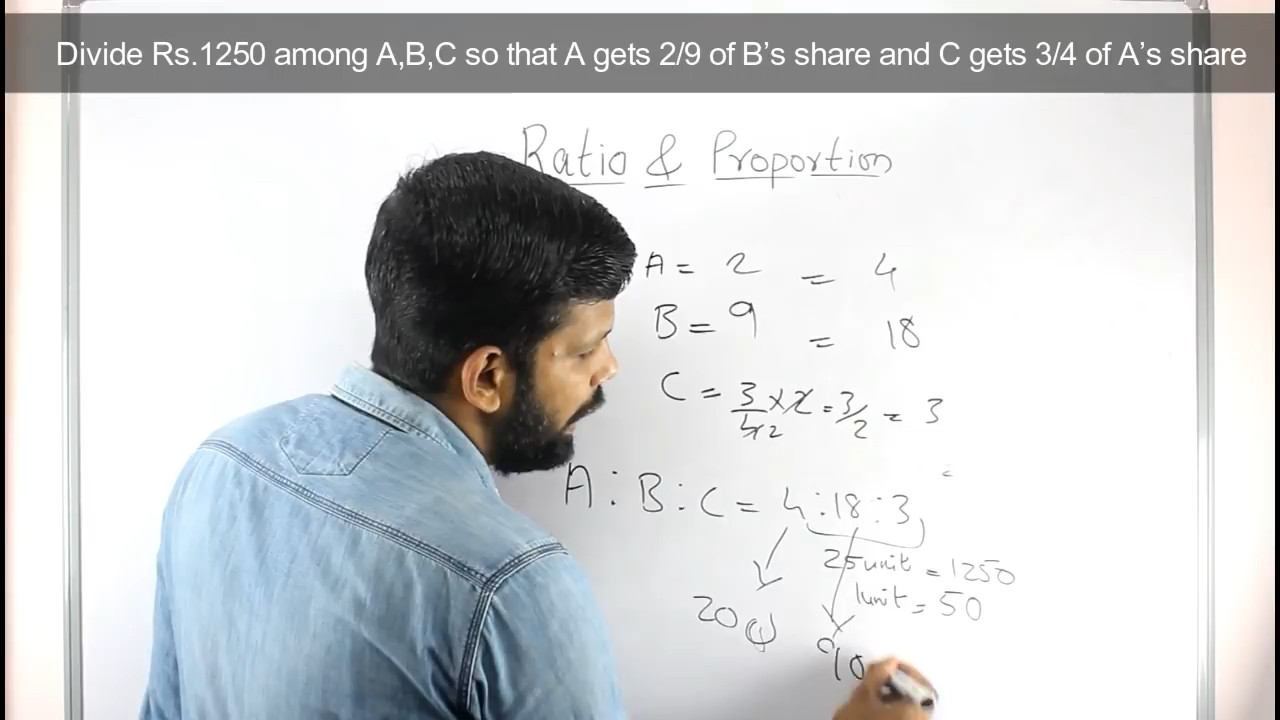 Divide Rs.1250 among A,B,C so that A gets 2/9 of B’s share and C gets 3/4 of A’s share
Ratio & Proportion
A = 2 = 4
B = 9 = 18
C = 3/4 × 2 = 3/2 = 3
A : B : C = 4 : 18 : 3
25 unit = 1250
1 unit = 50
200
90